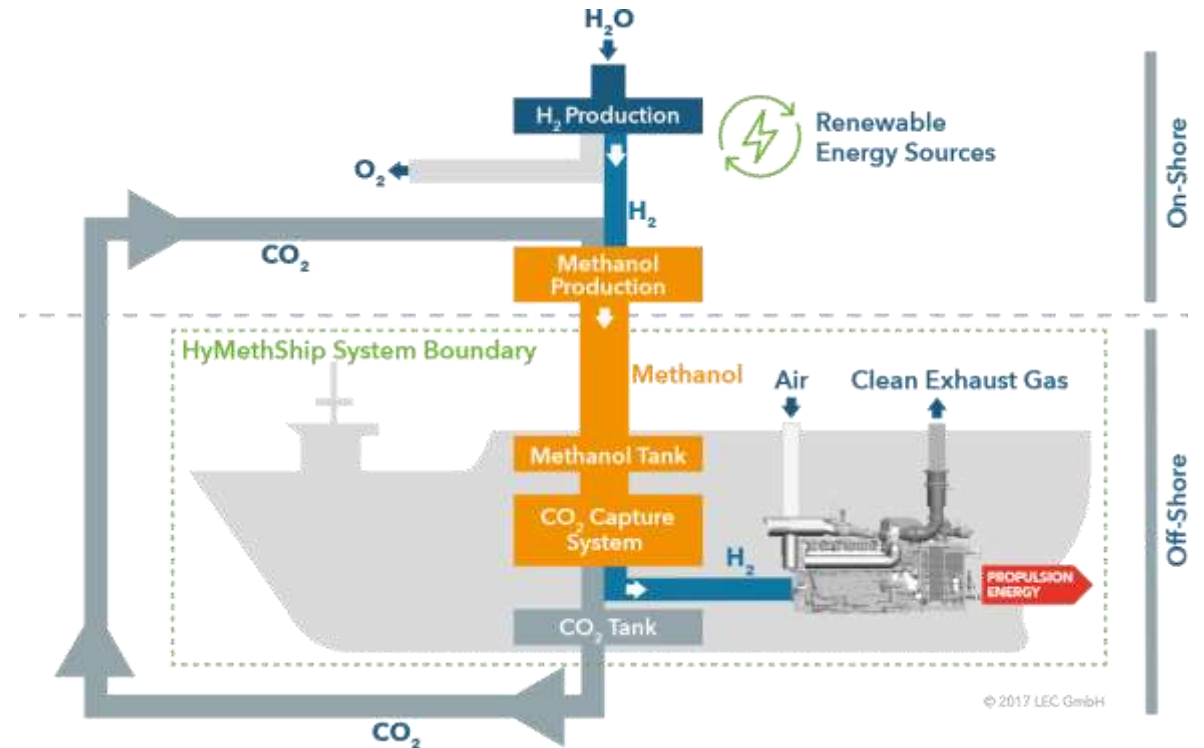 H₂O
H₂ Production
Renewable
Energy Sources
O₂
H₂
CO₂
Methanol
Production
On-Shore
HyMethShip System Boundary
Methanol
Air
Clean Exhaust Gas
Methanol Tank
CO₂ Capture
System
H₂
PROPULSION
ENERGY
CO₂ Tank
Off-Shore
© 2017 LEC GmbH
CO₂